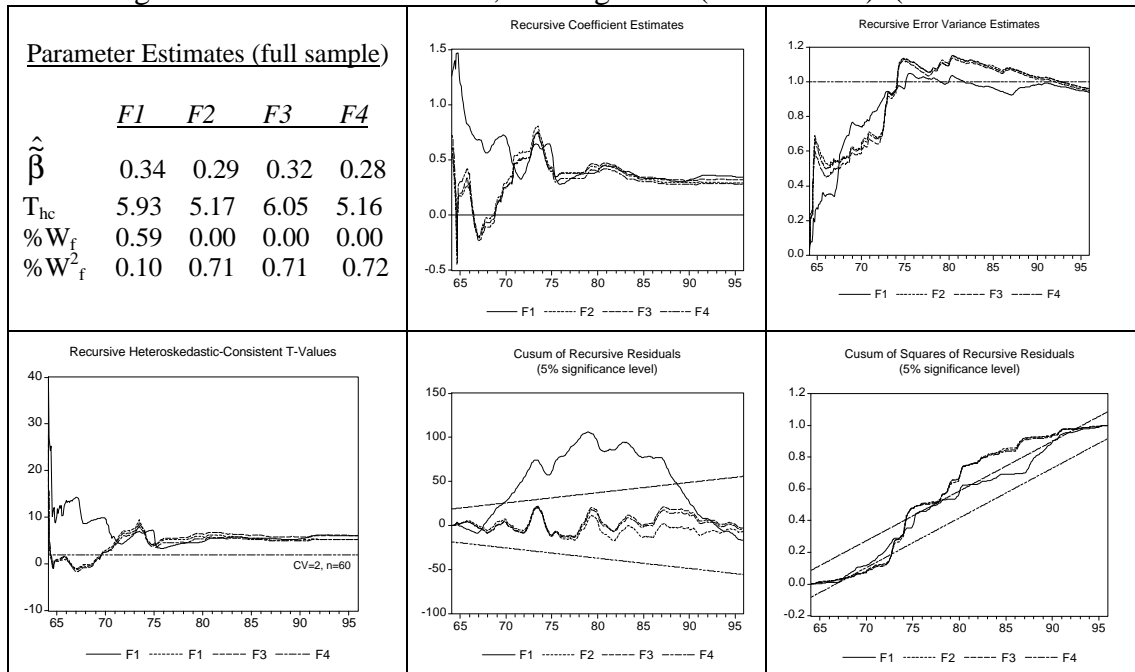 Parameter Estimates (full sample)
F1 F2 F3 F4
β̃̂ 0.34 0.29 0.32 0.28
Thc 5.93 5.17 6.05 5.16
%Wf 0.59 0.00 0.00 0.00
%W²f 0.10 0.71 0.71 0.72
Recursive Coefficient Estimates
1.5
1.0
0.5
0.0
-0.5
65 70 75 80 85 90 95
F1 F2 F3 F4
Recursive Error Variance Estimates
1.2
1.0
0.8
0.6
0.4
0.2
0.0
65 70 75 80 85 90 95
F1 F2 F3 F4
Recursive Heteroskedastic-Consistent T-Values
40
30
20
10
0
-10
CV=2, n=60
65 70 75 80 85 90 95
F1 F1 F3 F4
Cusum of Recursive Residuals
(5% significance level)
150
100
50
0
-50
-100
65 70 75 80 85 90 95
F1 F2 F3 F4
Cusum of Squares of Recursive Residuals
(5% significance level)
1.2
1.0
0.8
0.6
0.4
0.2
0.0
-0.2
65 70 75 80 85 90 95
F1 F2 F3 F4